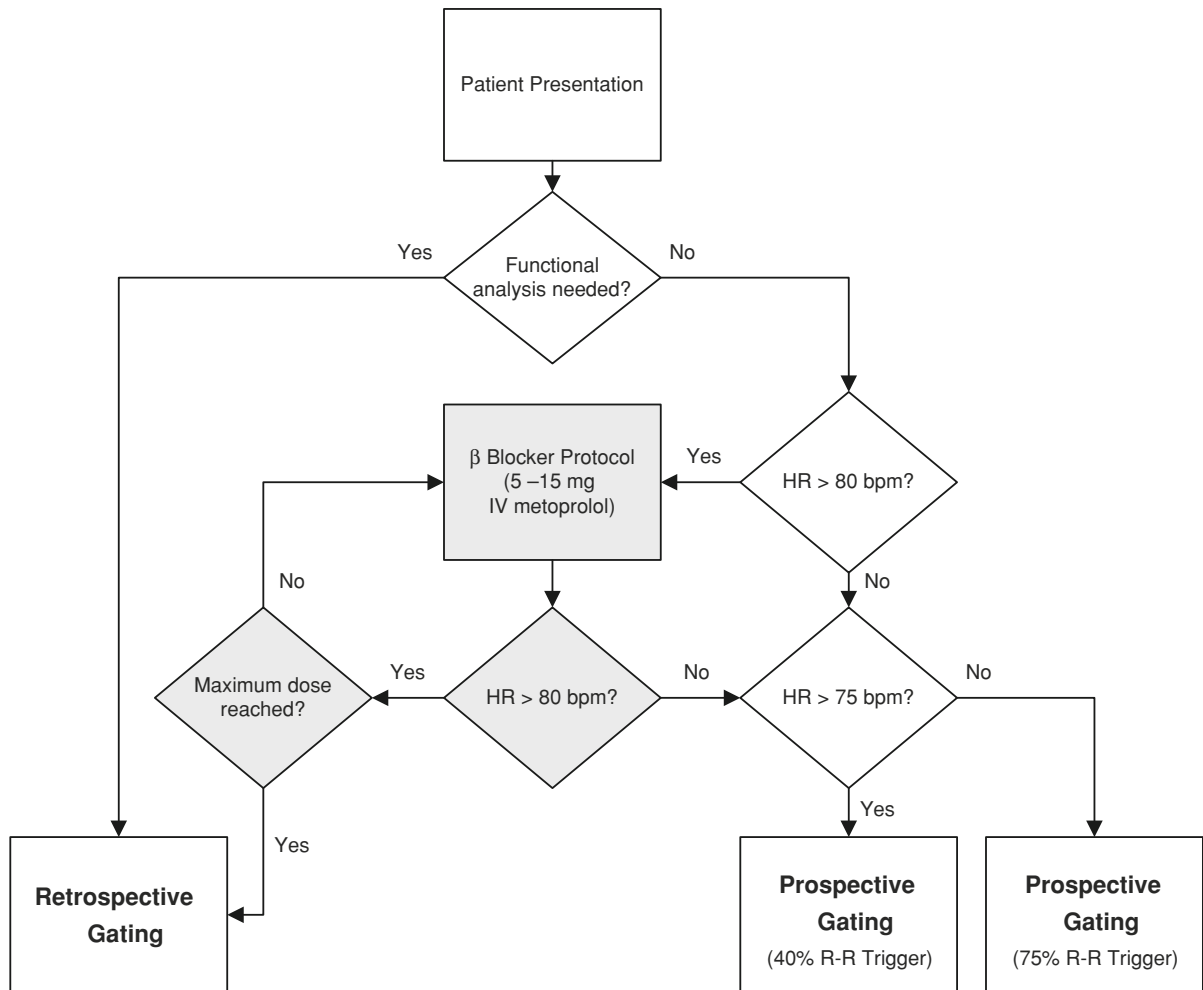 Patient Presentation
Yes
No
Functional
analysis needed?
β Blocker Protocol
(5 –15 mg
IV metoprolol)
Yes
HR > 80 bpm?
No
No
Maximum dose
reached?
Yes
HR > 80 bpm?
No
HR > 75 bpm?
No
Yes
Yes
Retrospective
Gating
Prospective
Gating
(40% R-R Trigger)
Prospective
Gating
(75% R-R Trigger)